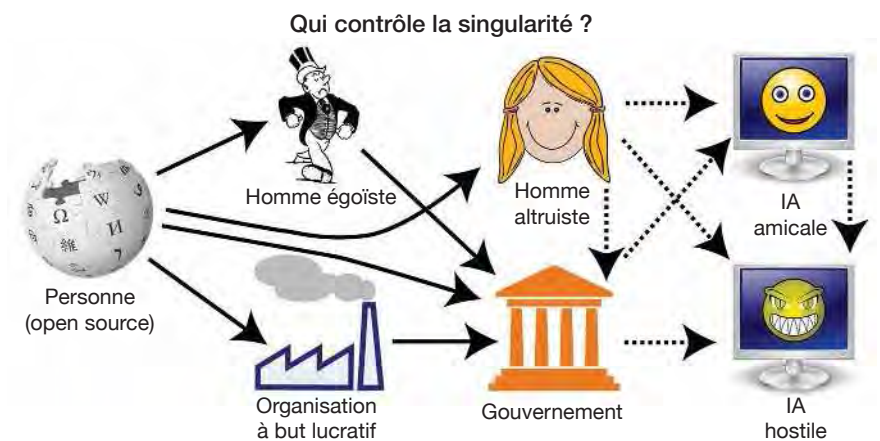 Qui contrôle la singularité ?
Homme égoïste
Homme
altruiste
IA
amicale
Ω
W
И
維
Personne
(open source)
Organisation
à but lucratif
Gouvernement
IA
hostile